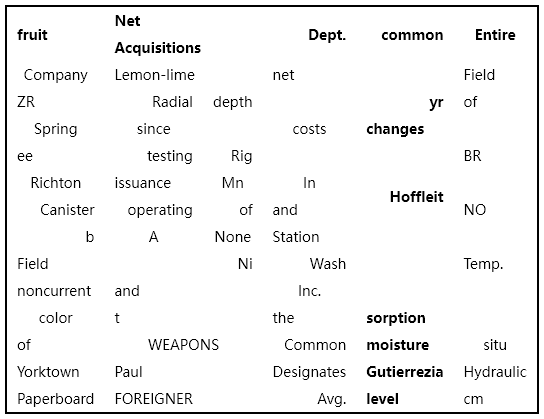 fruit Net Acquisitions Dept. common Entire
Company Lemon-lime net Field
ZR Radial depth yr of
Spring since costs changes
ee testing Rig BR
Richton issuance Mn In
Hoffleit
Canister operating of and NO
b A None Station
Field Ni Wash Temp.
noncurrent and Inc.
color t the sorption
of WEAPONS Common moisture situ
Yorktown Paul Designates Gutierrezia Hydraulic
Paperboard FOREIGNER Avg. level cm